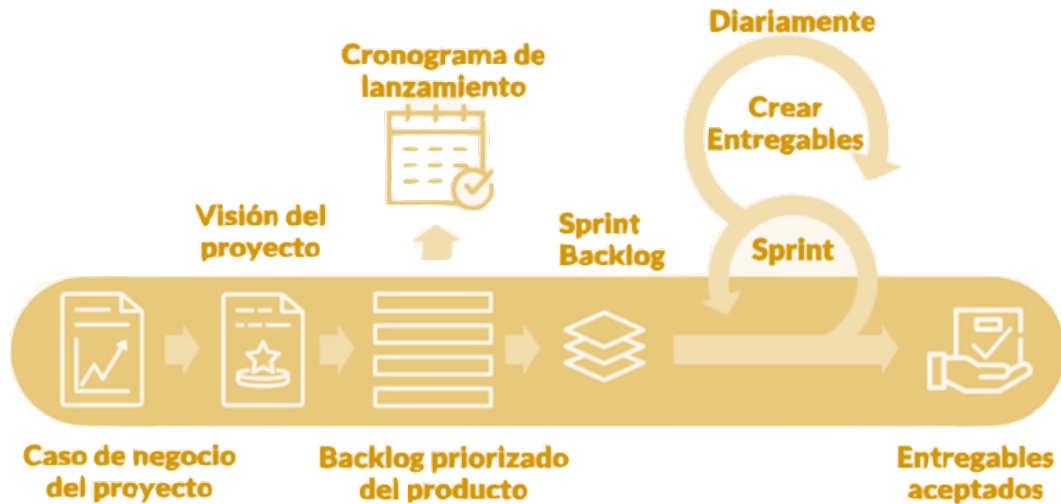 Diariamente
Cronograma de
lanzamiento
Crear
Entregables
Visión del
proyecto
Sprint
Backlog
Sprint
Caso de negocio
del proyecto
Backlog priorizado
del producto
Entregables
aceptados